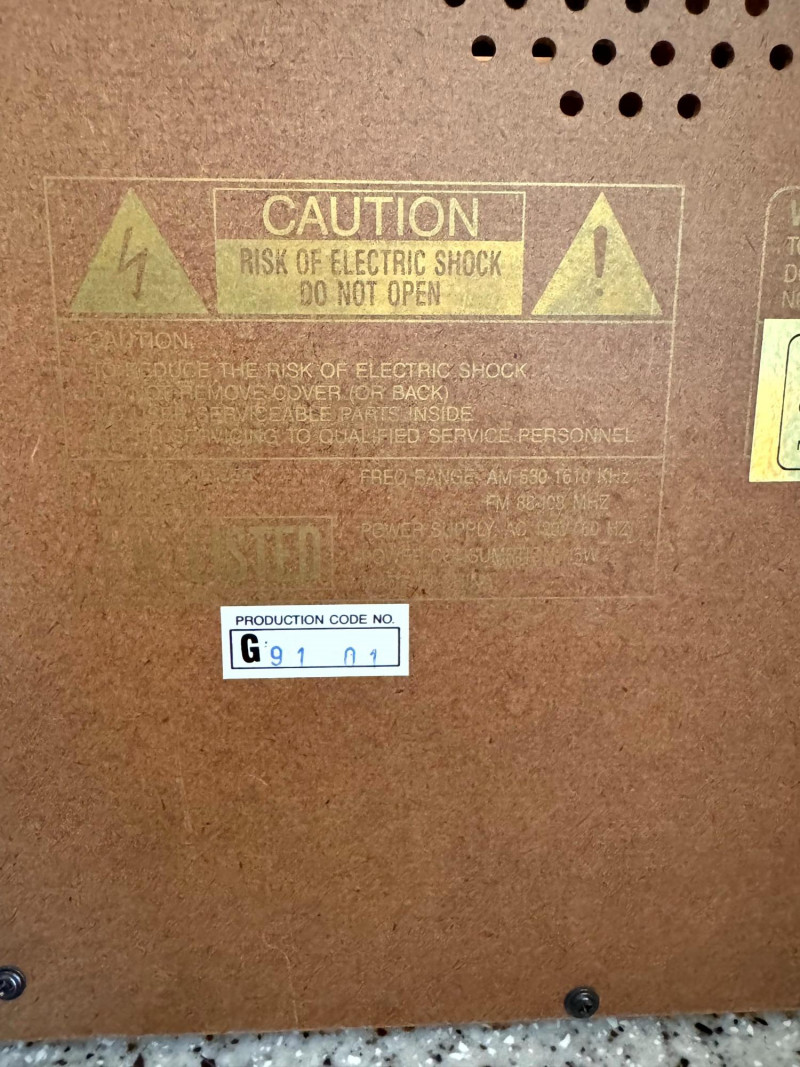 CAUTION
RISK OF ELECTRIC SHOCK
DO NOT OPEN
CAUTION:
TO REDUCE THE RISK OF ELECTRIC SHOCK
REMOVE COVER (OR BACK)
SERVICEABLE PARTS INSIDE
SERVICING TO QUALIFIED SERVICE PERSONNEL
FREQ RANGE: AM 530-1610 KHz
FM 88-108 MHZ
POWER SUPPLY: AC 120V 60 HZ
POWER
LISTED
PRODUCTION CODE NO.
G 91 01